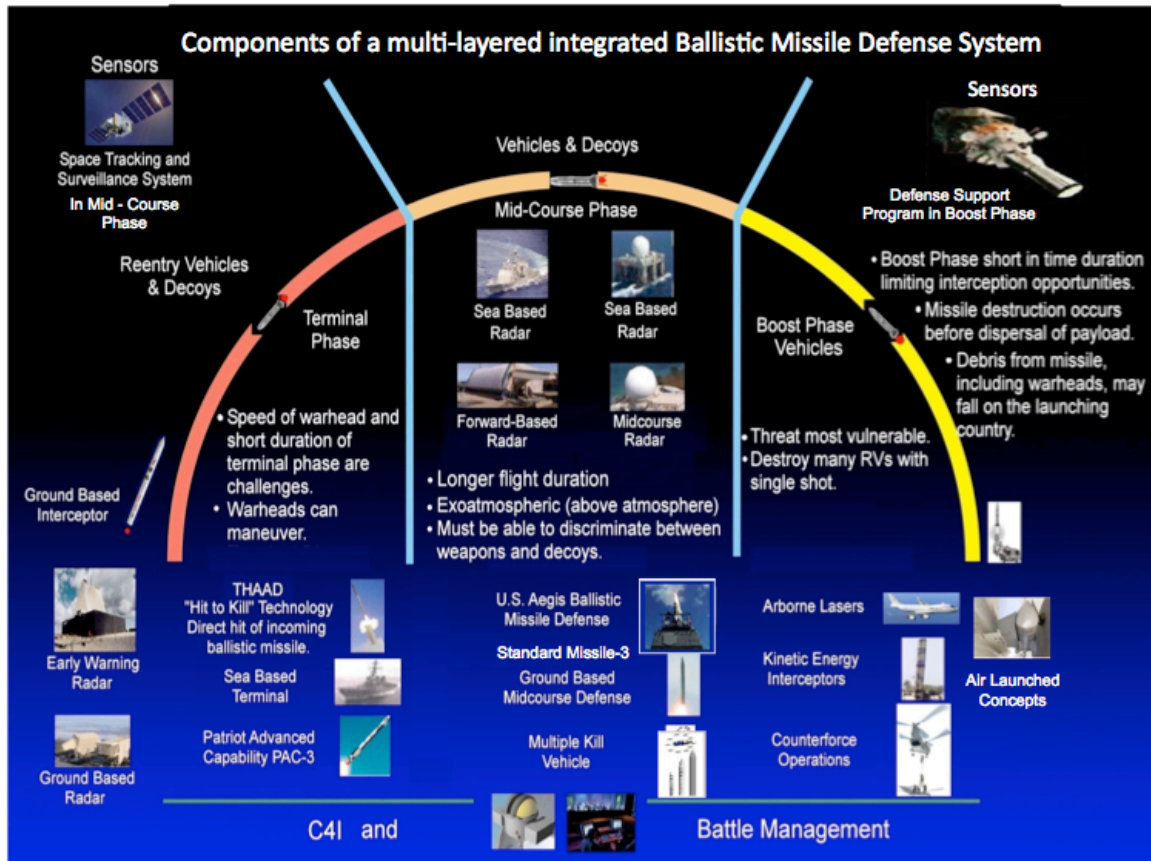 Components of a multi-layered integrated Ballistic Missile Defense System
Sensors
Space Tracking and
Surveillance System
In Mid - Course
Phase
Reentry Vehicles
& Decoys
Terminal
Phase
• Speed of warhead and
short duration of
terminal phase are
challenges.
• Warheads can
maneuver.
Ground Based
Interceptor
Vehicles & Decoys
Mid-Course Phase
Sea Based
Radar
Sea Based
Radar
Forward-Based
Radar
Midcourse
Radar
• Longer flight duration
• Exoatmospheric (above atmosphere)
• Must be able to discriminate between
weapons and decoys.
Sensors
Defense Support
Program in Boost Phase
• Boost Phase short in time duration
limiting interception opportunities.
• Missile destruction occurs
before dispersal of payload.
• Debris from missile,
including warheads, may
fall on the launching
country.
Boost Phase
Vehicles
• Threat most vulnerable.
• Destroy many RVs with
single shot.
Early Warning
Radar
Ground Based
Radar
THAAD
"Hit to Kill" Technology
Direct hit of incoming
ballistic missile.
Sea Based
Terminal
Patriot Advanced
Capability PAC-3
U.S. Aegis Ballistic
Missile Defense
Standard Missile-3
Ground Based
Midcourse Defense
Multiple Kill
Vehicle
Arborne Lasers
Kinetic Energy
Interceptors
Counterforce
Operations
Air Launched
Concepts
C4I and
Battle Management